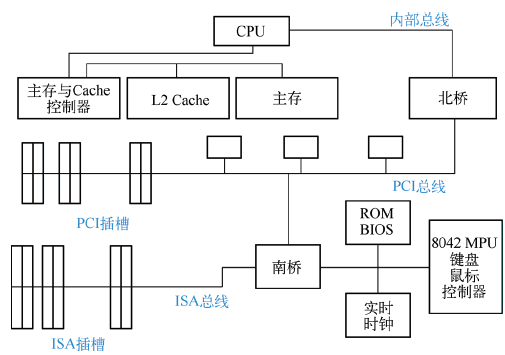 CPU
内部总线
主存与Cache
控制器
L2 Cache
主存
北桥
PCI总线
PCI插槽
ROM
BIOS
8042 MPU
键盘
鼠标
控制器
南桥
ISA总线
实时
时钟
ISA插槽